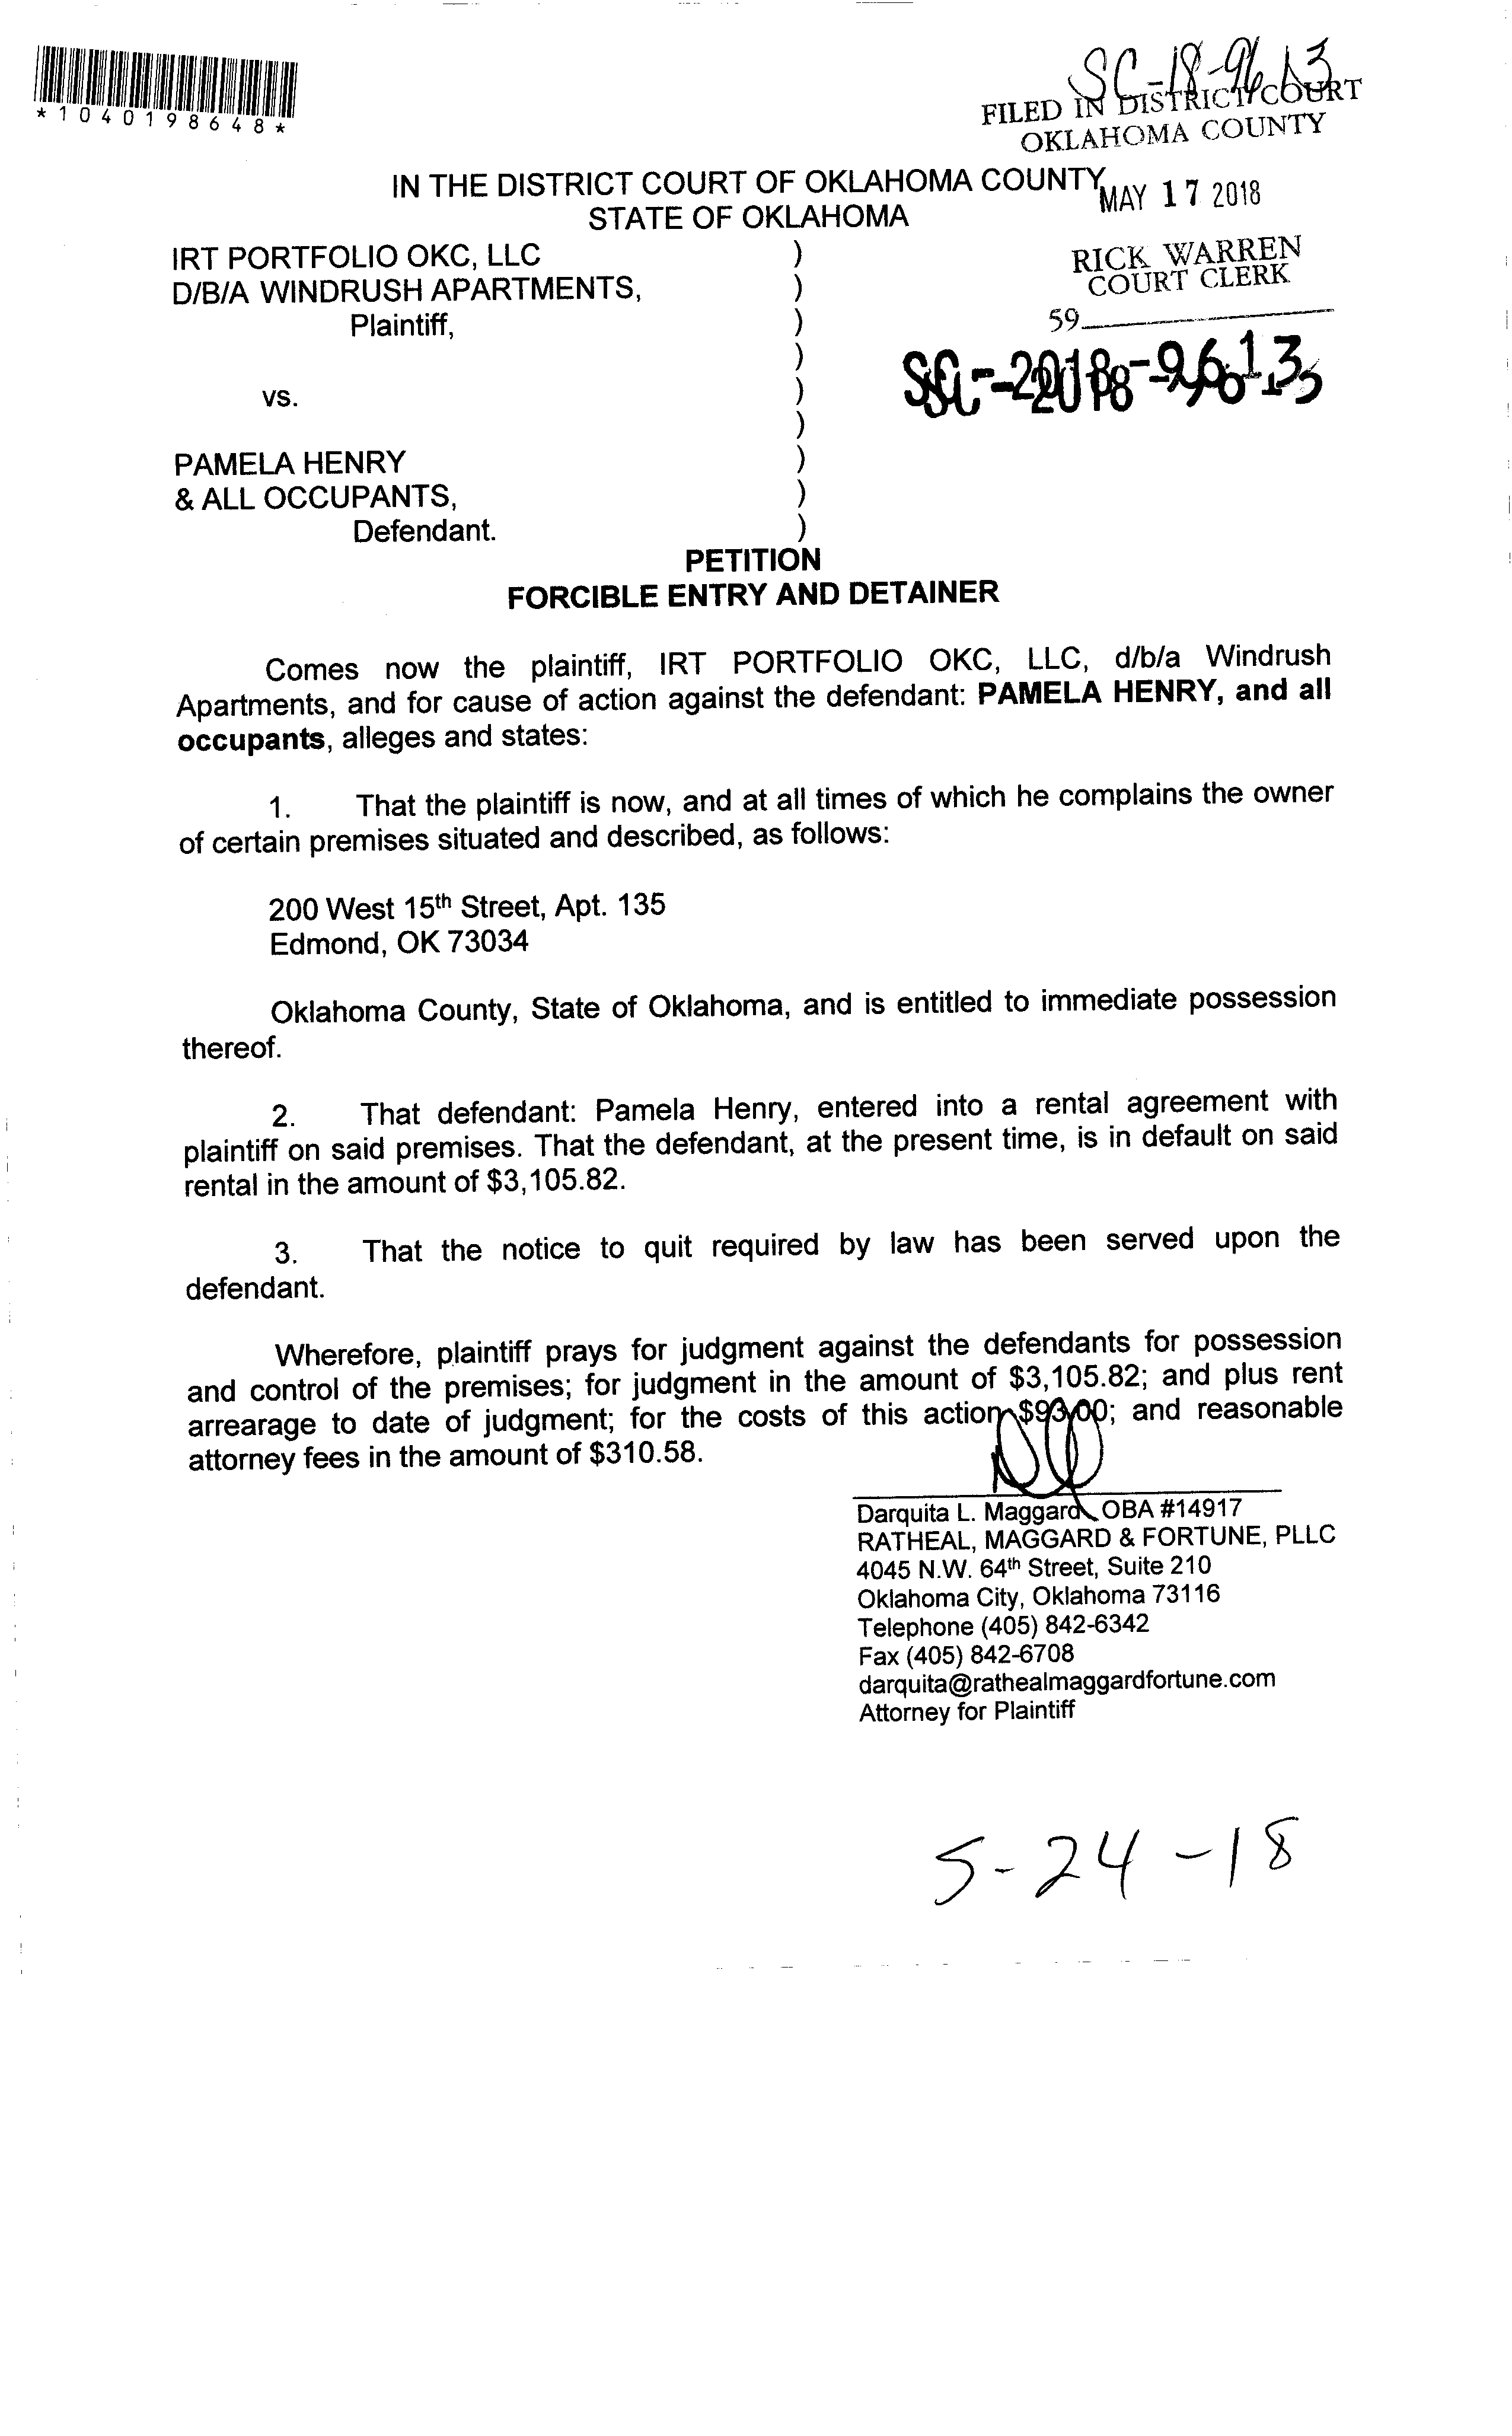 SC-18-9613
*1040198648*
FILED IN DISTRICT COURT
OKLAHOMA COUNTY
IN THE DISTRICT COURT OF OKLAHOMA COUNTY
STATE OF OKLAHOMA
MAY 17 2018
IRT PORTFOLIO OKC, LLC )
D/B/A WINDRUSH APARTMENTS, )
Plaintiff, )
)
vs. )
)
PAMELA HENRY )
& ALL OCCUPANTS, )
Defendant. )
RICK WARREN
COURT CLERK
59
SC-2018-9613
PETITION
FORCIBLE ENTRY AND DETAINER
Comes now the plaintiff, IRT PORTFOLIO OKC, LLC, d/b/a Windrush
Apartments, and for cause of action against the defendant: PAMELA HENRY, and all
occupants, alleges and states:
1. That the plaintiff is now, and at all times of which he complains the owner
of certain premises situated and described, as follows:
200 West 15th Street, Apt. 135
Edmond, OK 73034
Oklahoma County, State of Oklahoma, and is entitled to immediate possession
thereof.
2. That defendant: Pamela Henry, entered into a rental agreement with
plaintiff on said premises. That the defendant, at the present time, is in default on said
rental in the amount of $3,105.82.
3. That the notice to quit required by law has been served upon the
defendant.
Wherefore, plaintiff prays for judgment against the defendants for possession
and control of the premises; for judgment in the amount of $3,105.82; and plus rent
arrearage to date of judgment; for the costs of this action $93.00; and reasonable
attorney fees in the amount of $310.58.
Darquita L. Maggard OBA #14917
RATHEAL, MAGGARD & FORTUNE, PLLC
4045 N.W. 64th Street, Suite 210
Oklahoma City, Oklahoma 73116
Telephone (405) 842-6342
Fax (405) 842-6708
darquita@rathealmaggardfortune.com
Attorney for Plaintiff
5-24-18